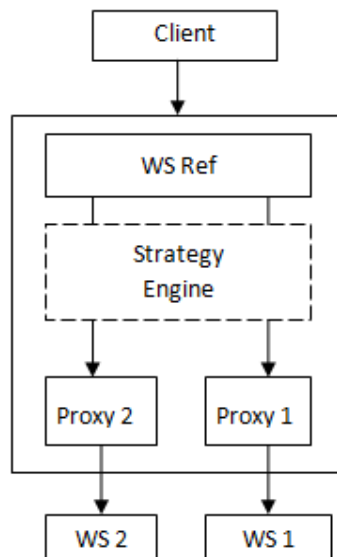 Client
WS Ref
Strategy
Engine
Proxy 2
Proxy 1
WS 2
WS 1